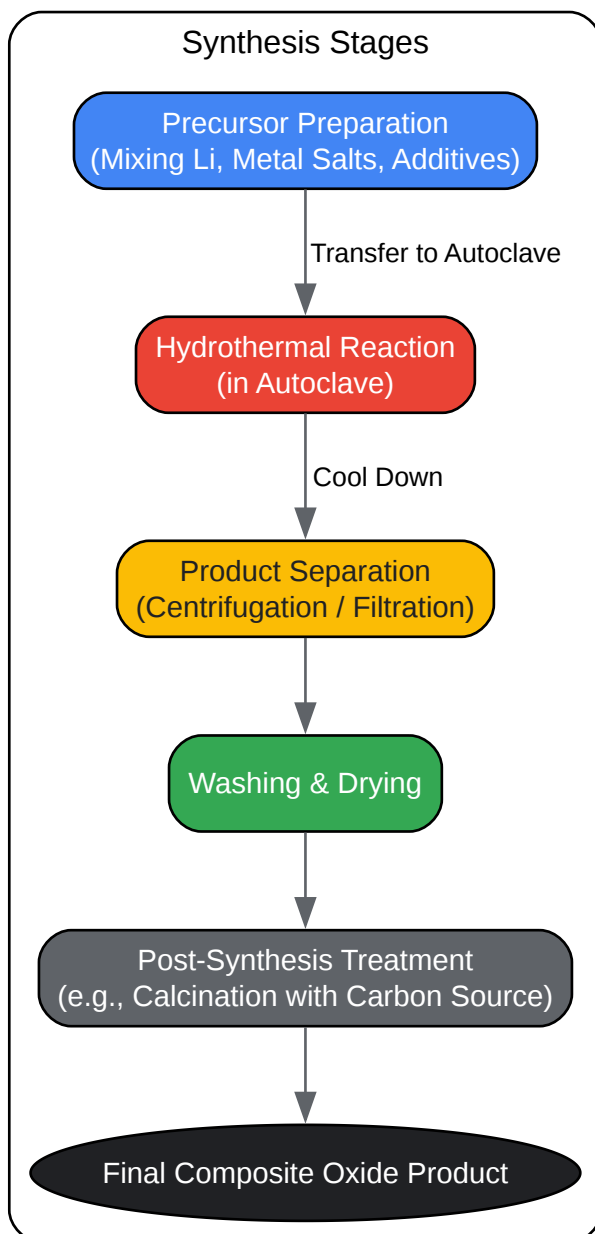 Synthesis Stages
Precursor Preparation
(Mixing Li, Metal Salts, Additives)
Transfer to Autoclave
Hydrothermal Reaction
(in Autoclave)
Cool Down
Product Separation
(Centrifugation / Filtration)
Washing & Drying
Post-Synthesis Treatment
(e.g., Calcination with Carbon Source)
Final Composite Oxide Product